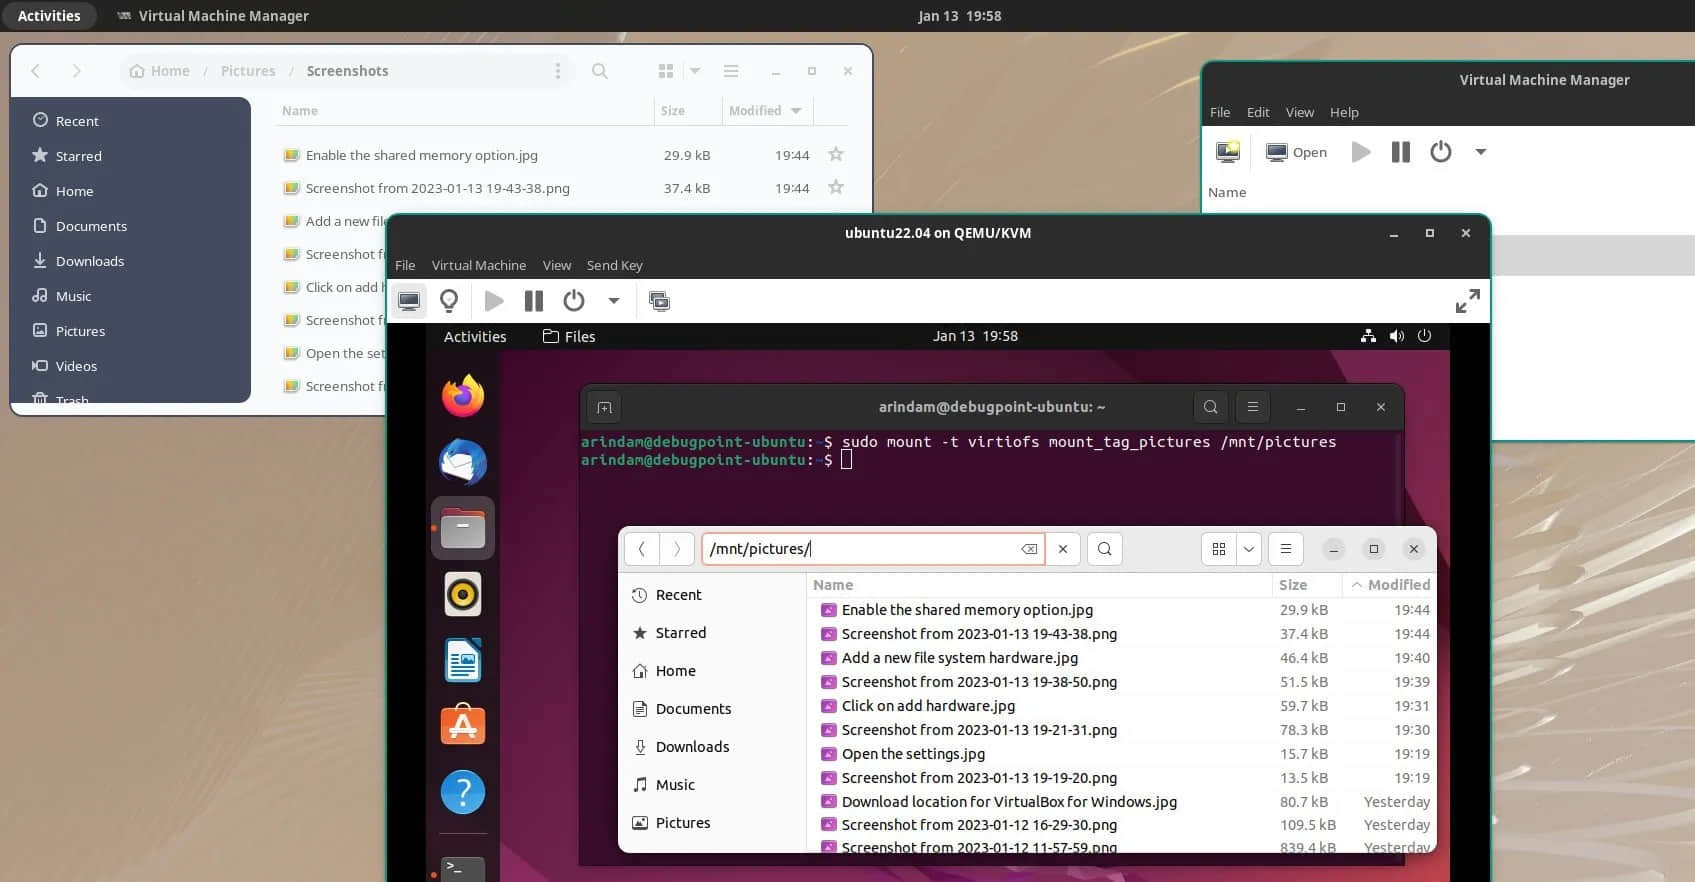 Activities Virtual Machine Manager Jan 13 19:58
Home / Pictures / Screenshots
Name Size Modified
Recent
Starred
Home
Documents
Downloads
Music
Pictures
Videos
Trash
Enable the shared memory option.jpg 29.9 kB 19:44
Screenshot from 2023-01-13 19-43-38.png 37.4 kB 19:44
Add a new file
Screenshot f
Click on add h
Screenshot f
Open the set
Screenshot f
Virtual Machine Manager
File Edit View Help
Open
Name
ubuntu22.04 on QEMU/KVM
File Virtual Machine View Send Key
Activities Files Jan 13 19:58
arindam@debugpoint-ubuntu: ~
arindam@debugpoint-ubuntu:~$ sudo mount -t virtiofs mount_tag_pictures /mnt/pictures
arindam@debugpoint-ubuntu:~$
/mnt/pictures/
Recent
Starred
Home
Documents
Downloads
Music
Pictures
Name Size Modified
Enable the shared memory option.jpg 29.9 kB 19:44
Screenshot from 2023-01-13 19-43-38.png 37.4 kB 19:44
Add a new file system hardware.jpg 46.4 kB 19:40
Screenshot from 2023-01-13 19-38-50.png 51.5 kB 19:39
Click on add hardware.jpg 59.7 kB 19:31
Screenshot from 2023-01-13 19-21-31.png 78.3 kB 19:30
Open the settings.jpg 15.7 kB 19:19
Screenshot from 2023-01-13 19-19-20.png 13.5 kB 19:19
Download location for VirtualBox for Windows.jpg 80.7 kB Yesterday
Screenshot from 2023-01-12 16-29-30.png 109.5 kB Yesterday
Screenshot from 2023-01-12 11-57-59.png 839.4 kB Yesterday